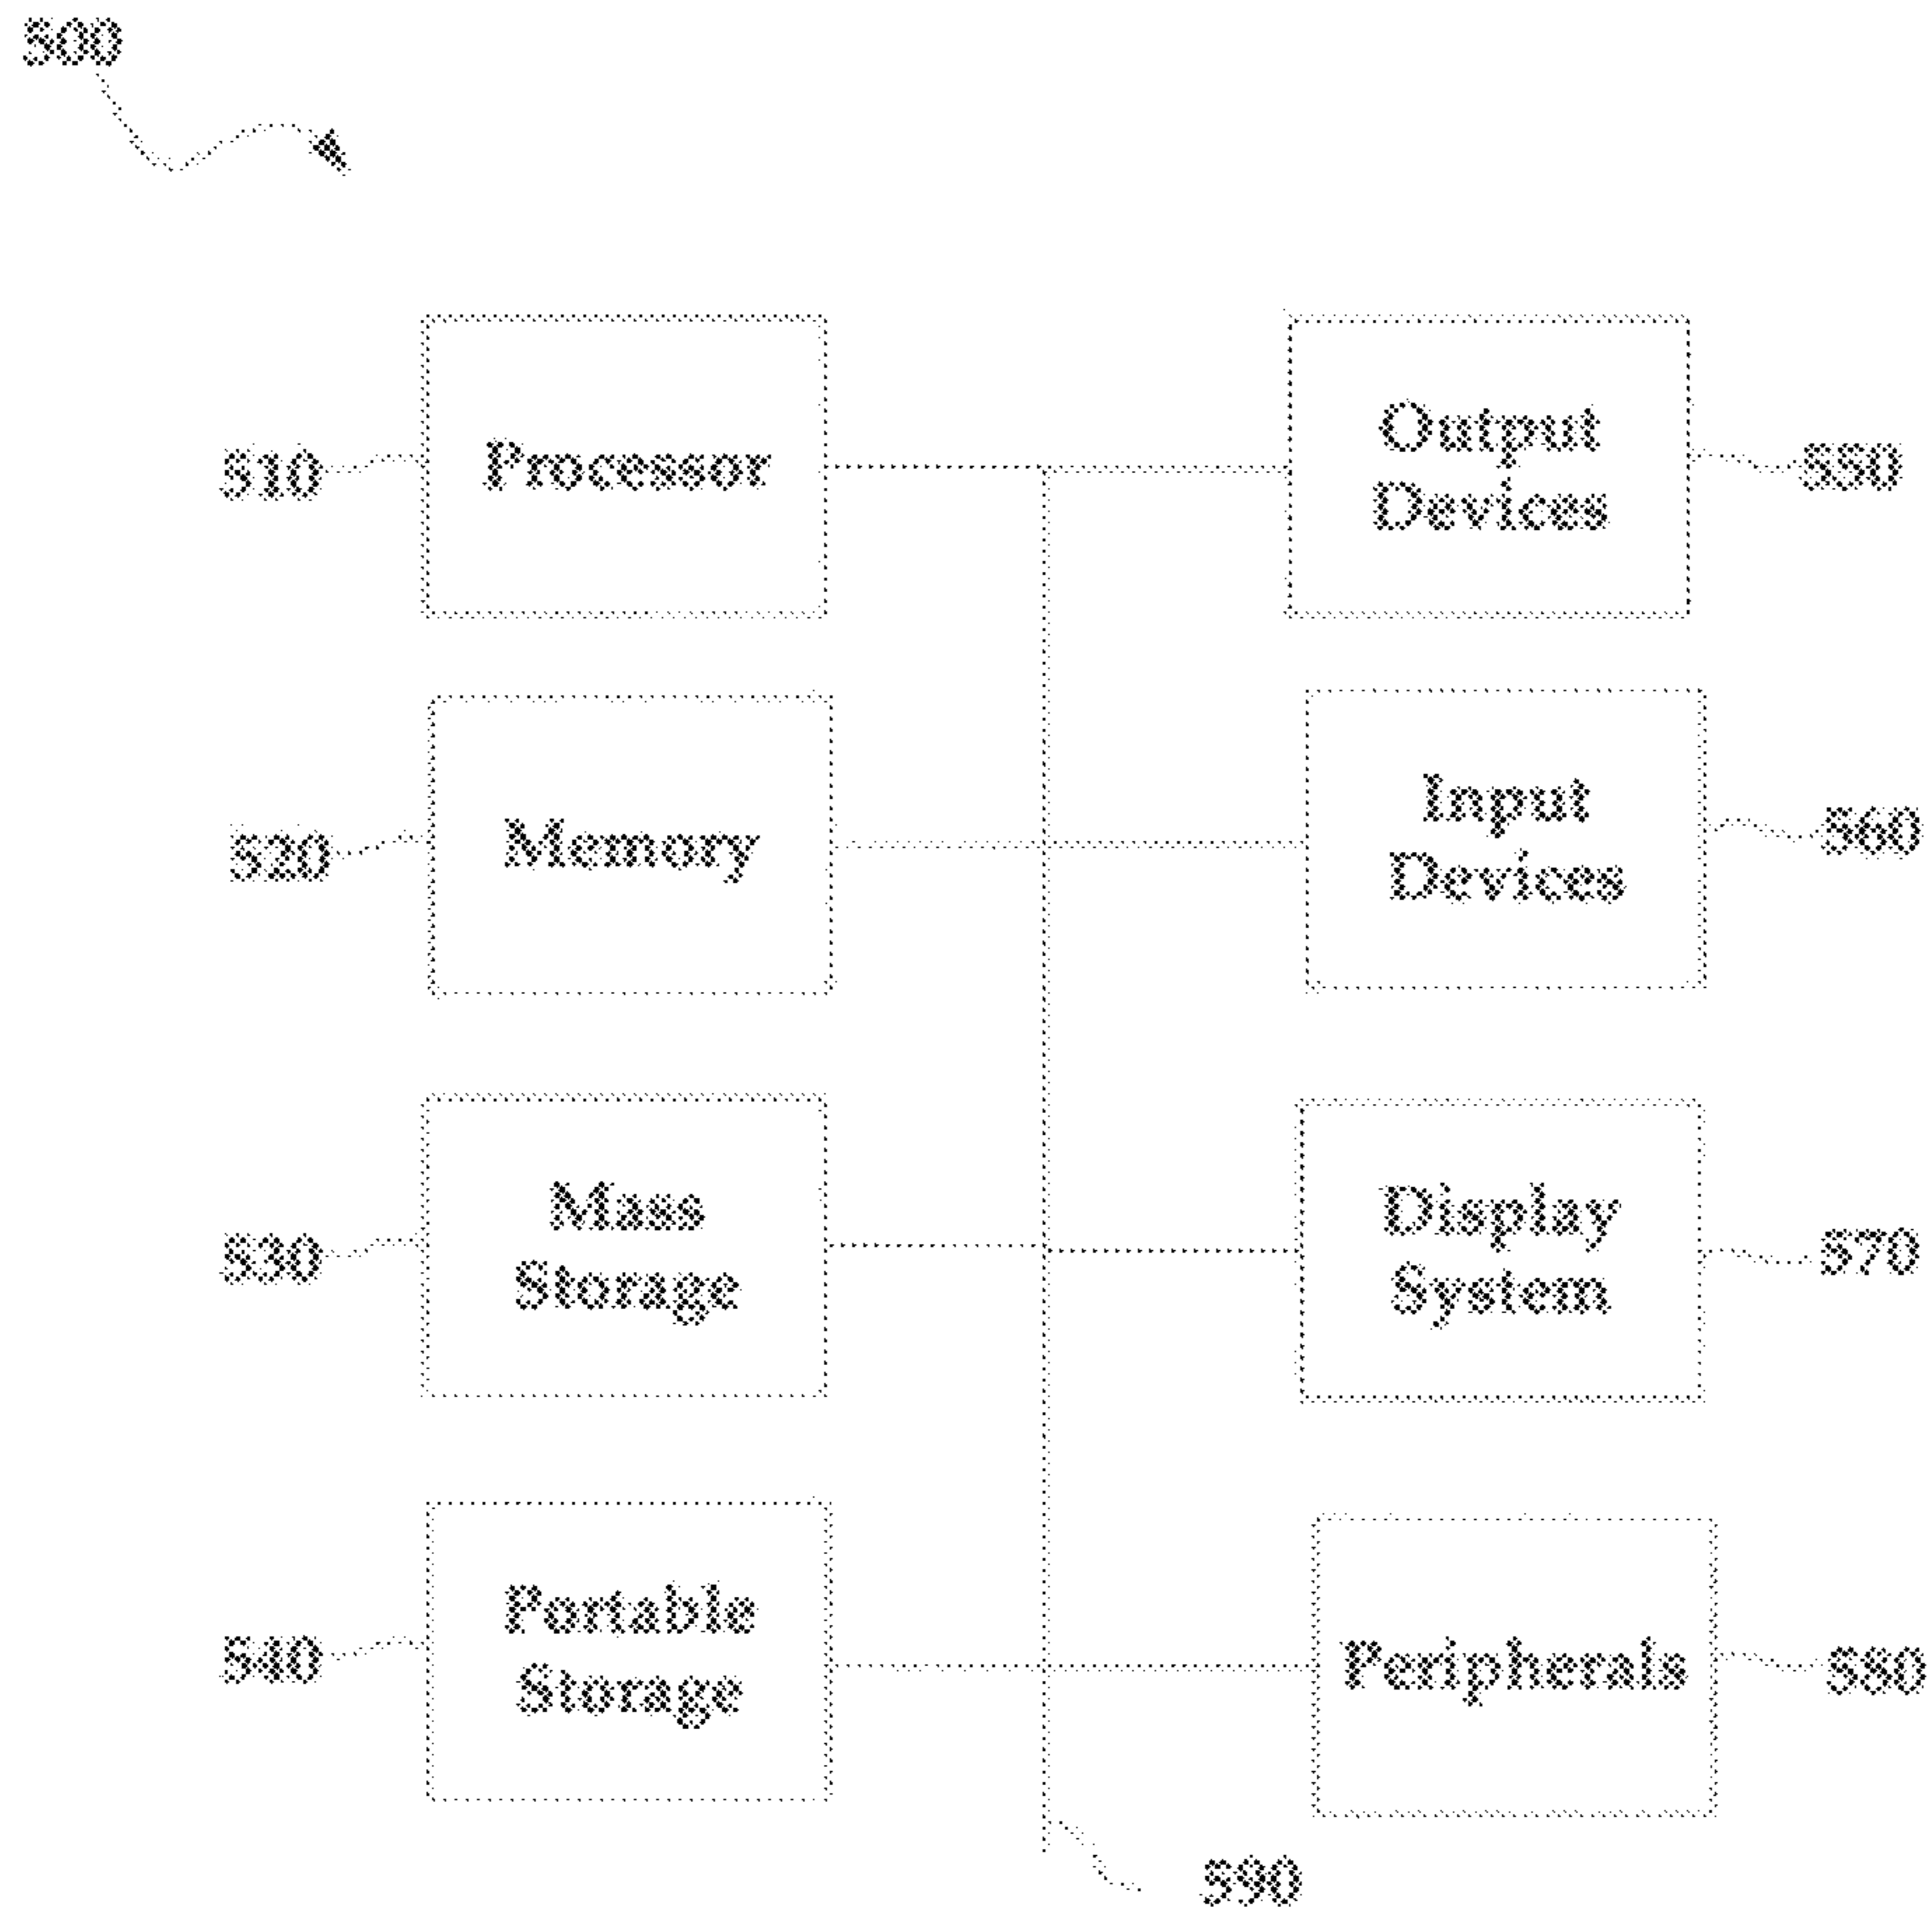 500
510
Processor
Output
Devices
550
520
Memory
Input
Devices
560
530
Mass
Storage
Display
System
570
540
Portable
Storage
Peripherals
580
590